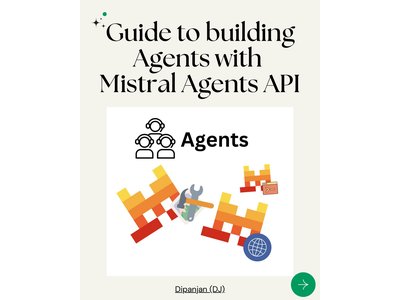 Guide to building
Agents with
Mistral Agents API
Agents
Dipanjan (DJ)